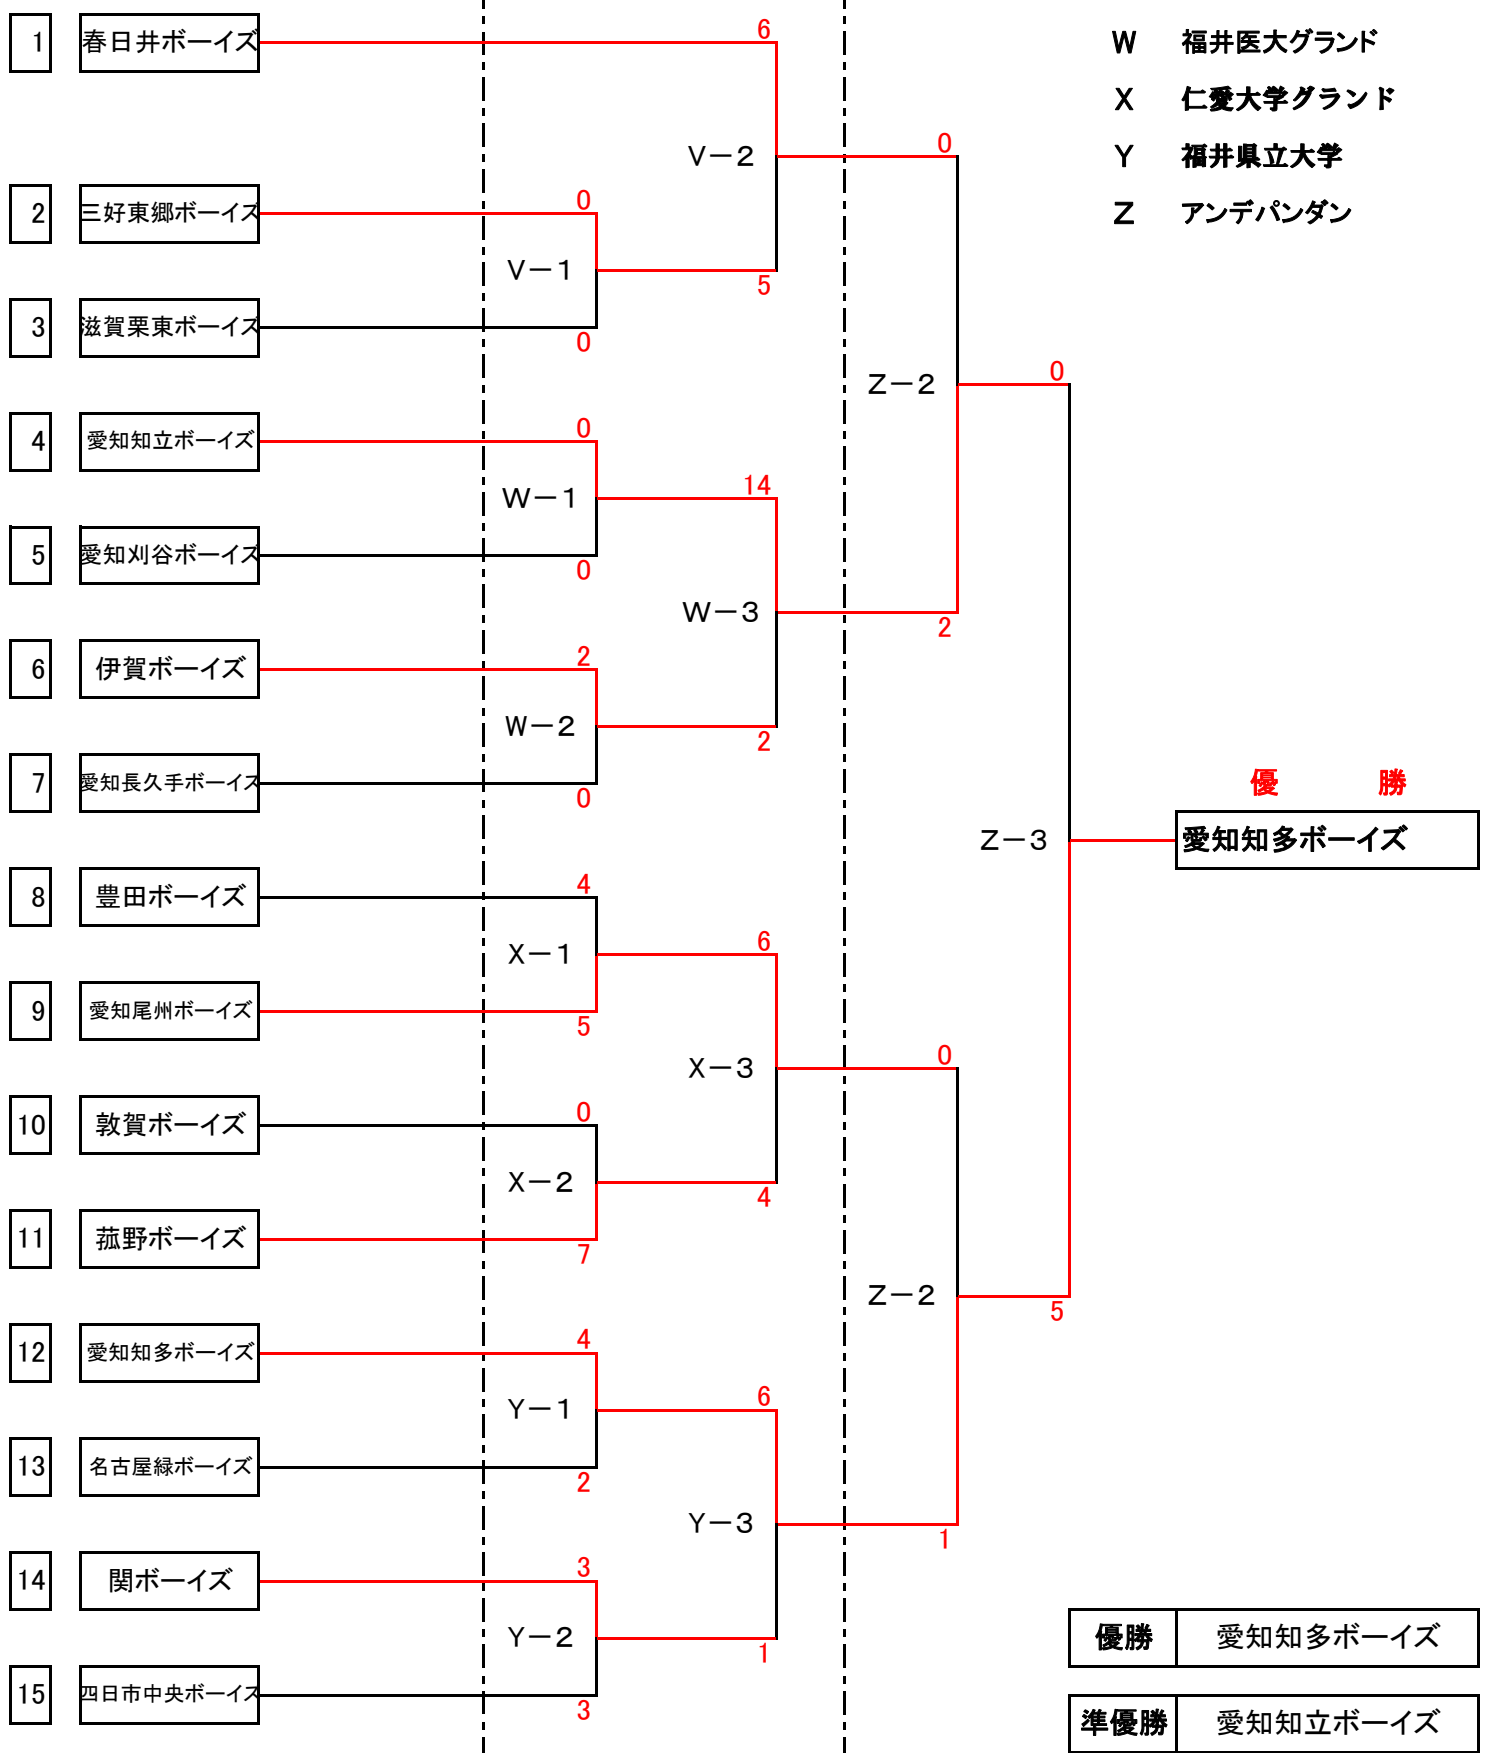 1 春日井ボーイズ 6 W 福井医大グランド
X 仁愛大学グランド
V－2 0 Y 福井県立大学
2 三好東郷ボーイズ 0 Z アンデパンダン
V－1 5
3 滋賀栗東ボーイズ 0
Z－2 0
4 愛知知立ボーイズ 0
W－1 14
5 愛知刈谷ボーイズ 0
W－3 2
6 伊賀ボーイズ 2
W－2 2
7 愛知長久手ボーイズ 0
優 勝
Z－3 愛知知多ボーイズ
8 豊田ボーイズ 4
X－1 6
9 愛知尾州ボーイズ 5
X－3 0
10 敦賀ボーイズ 0
X－2 4
11 菰野ボーイズ 7
Z－2 5
12 愛知知多ボーイズ 4
Y－1 6
13 名古屋緑ボーイズ 2
Y－3 1
14 関ボーイズ 3
Y－2 1 優勝 愛知知多ボーイズ
15 四日市中央ボーイズ 3 準優勝 愛知知立ボーイズ